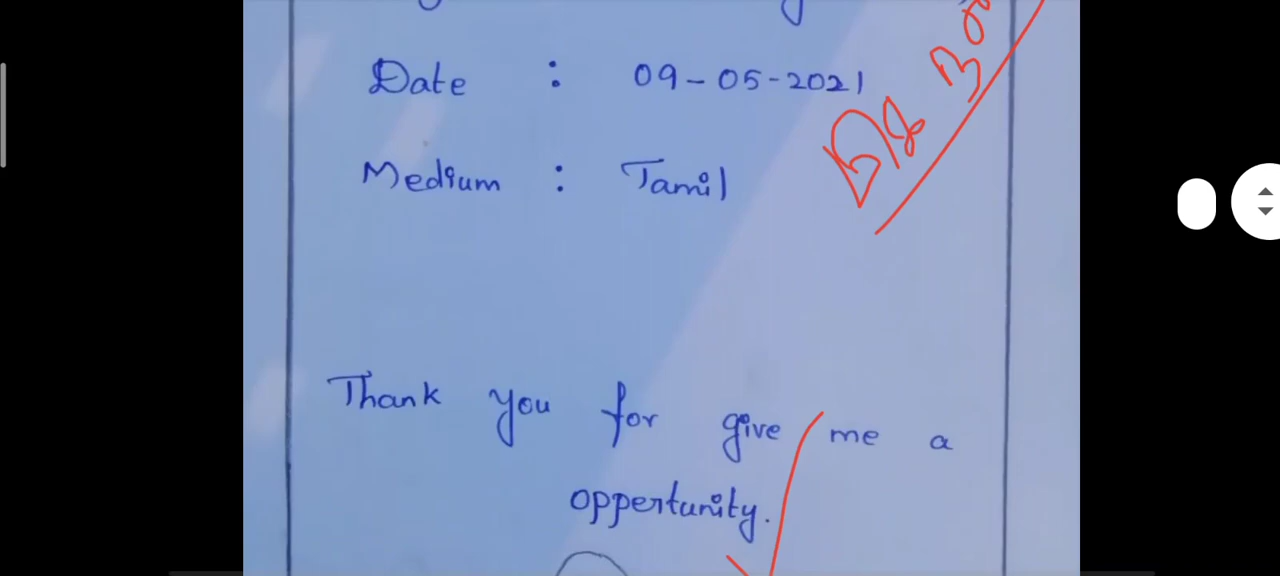 Date : 09-05-2021
Medium : Tamil
Thank you for give me a
oppertunity.